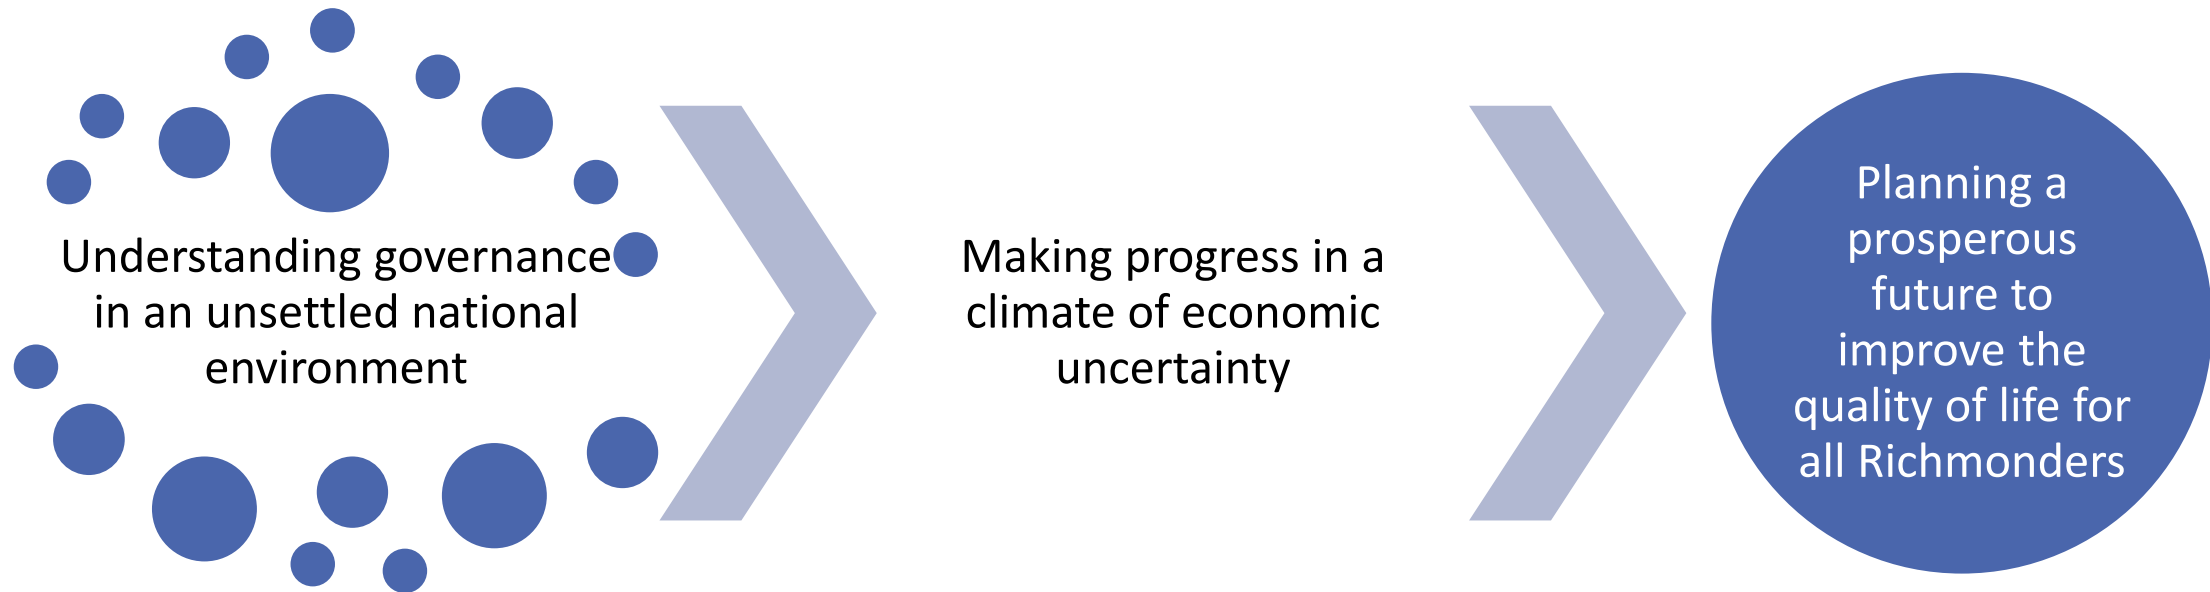 Understanding governance
in an unsettled national
environment
Making progress in a
climate of economic
uncertainty
Planning a
prosperous
future to
improve the
quality of life for
all Richmonders